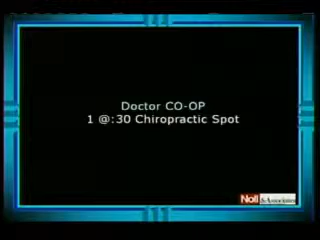 Doctor CO-OP
1 @:30 Chiropractic Spot
Noll & Associates